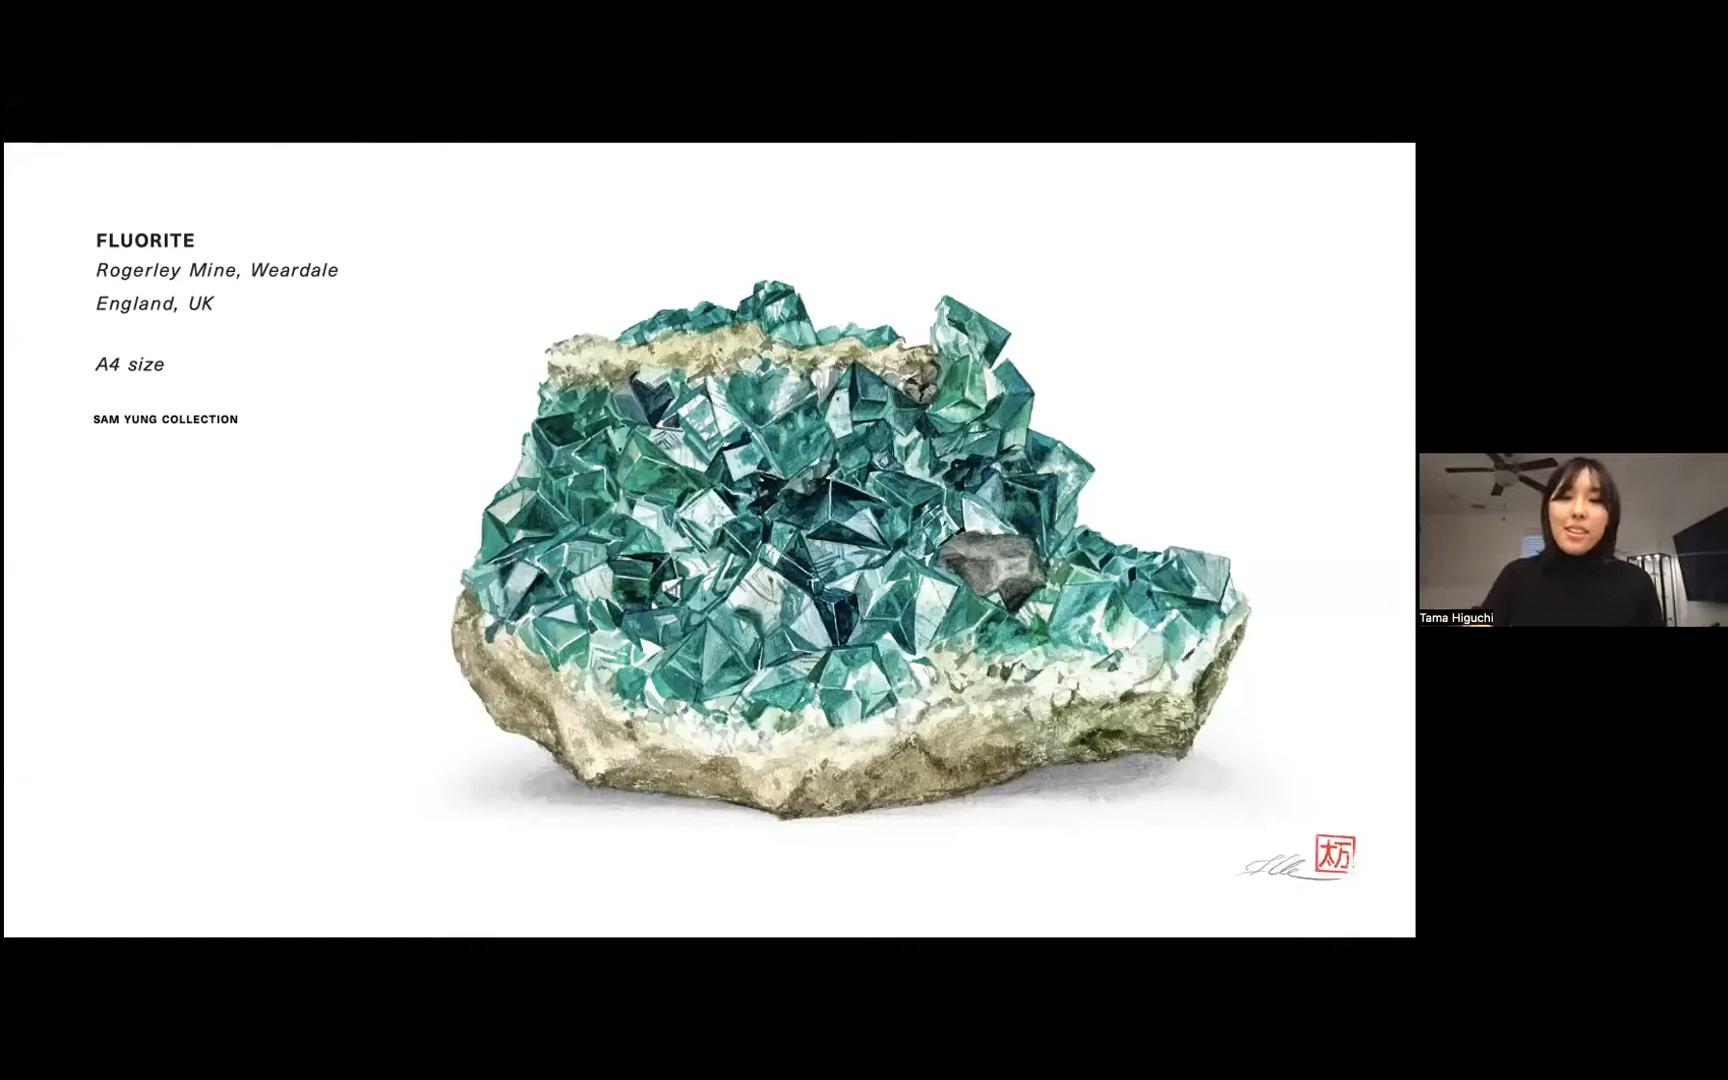 FLUORITE
Rogerley Mine, Weardale
England, UK
A4 size
SAM YUNG COLLECTION
Tama Higuchi